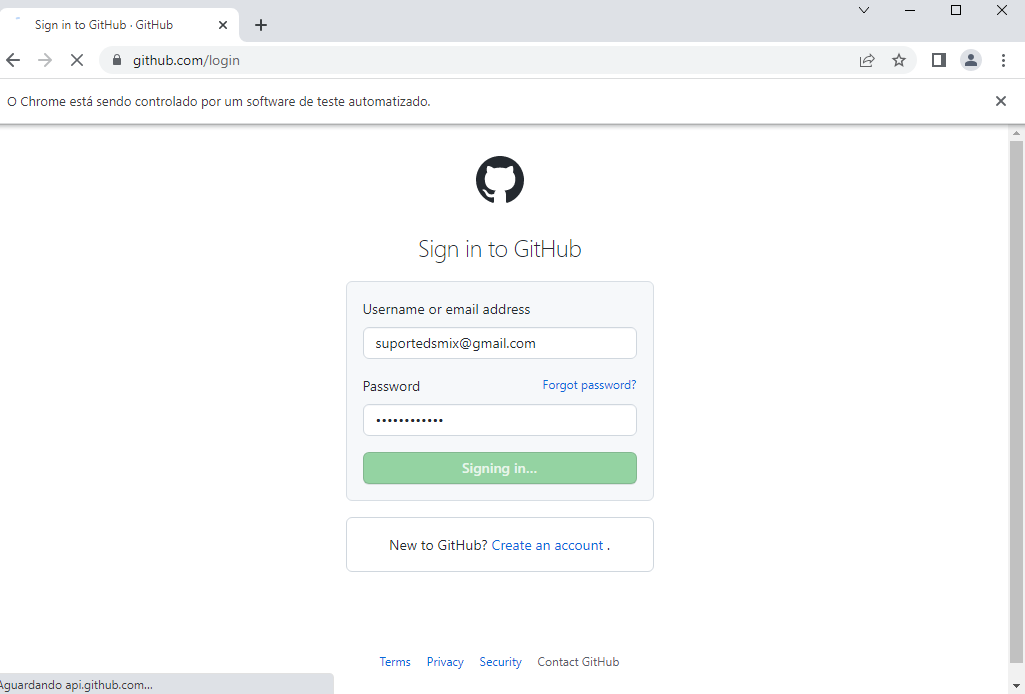 Sign in to GitHub · GitHub
github.com/login
O Chrome está sendo controlado por um software de teste automatizado.
Sign in to GitHub
Username or email address
suportedsmix@gmail.com
Password Forgot password?
••••••••••••
Signing in...
New to GitHub? Create an account .
Terms Privacy Security Contact GitHub
Aguardando api.github.com...